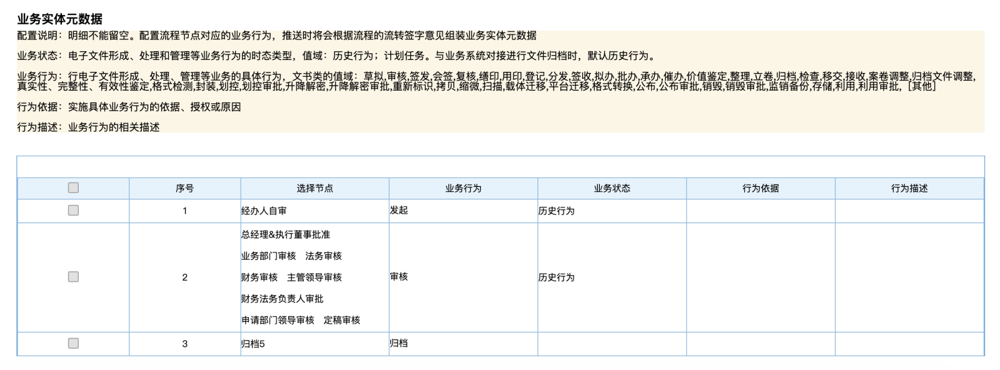 业务实体元数据
配置说明：明细不能留空。配置流程节点对应的业务行为，推送时将会根据流程的流转签字意见组装业务实体元数据
业务状态：电子文件形成、处理和管理等业务行为的时态类型，值域：历史行为；计划任务。与业务系统对接进行文件归档时，默认历史行为。
业务行为：行电子文件形成、处理、管理等业务的具体行为，文书类的值域：草拟,审核,签发,会签,复核,缮印,用印,登记,分发,签收,拟办,批办,承办,催办,价值鉴定,整理,立卷,归档,检查,移交,接收,案卷调整,归档文件调整,
真实性、完整性、有效性鉴定,格式检测,封装,划控,划控审批,升降解密,升降解密审批,重新标识,拷贝,缩微,扫描,载体迁移,平台迁移,格式转换,公布,公布审批,销毁,销毁审批,监销备份,存储,利用,利用审批，[其他]
行为依据：实施具体业务行为的依据、授权或原因
行为描述：业务行为的相关描述
序号 选择节点 业务行为 业务状态 行为依据 行为描述
1 经办人自审 发起 历史行为
总经理&执行董事批准
业务部门审核 法务审核
2 财务审核 主管领导审核 审核 历史行为
财务法务负责人审批
申请部门领导审核 定稿审核
3 归档5 归档